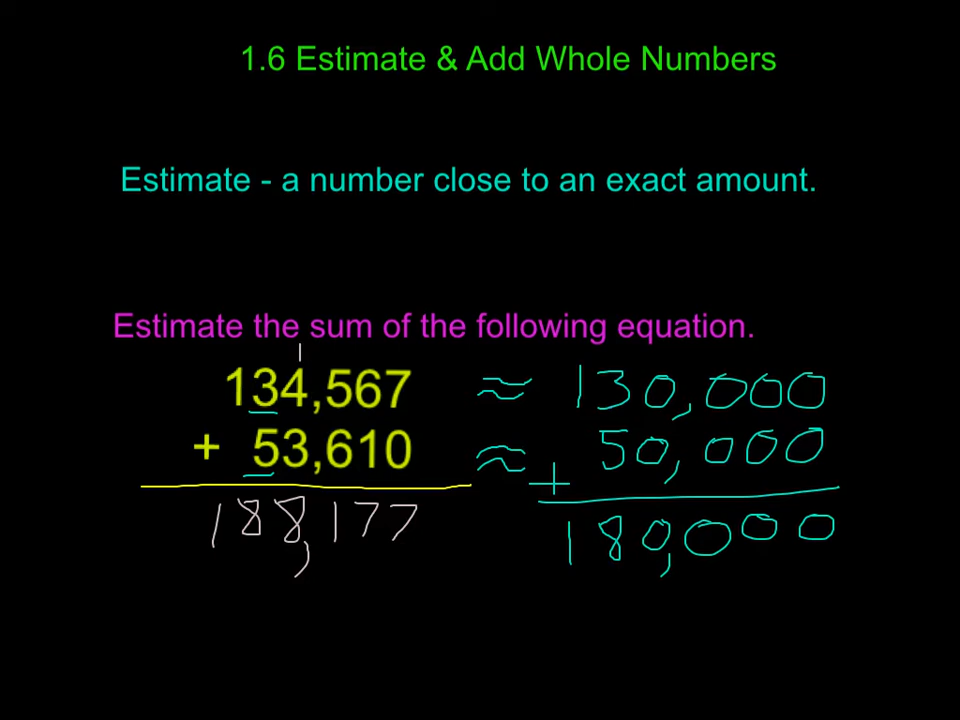 1.6 Estimate & Add Whole Numbers
Estimate - a number close to an exact amount.
Estimate the sum of the following equation.
1
134,567 ≈ 130,000
+ 53,610 ≈ + 50,000
188,177 180,000